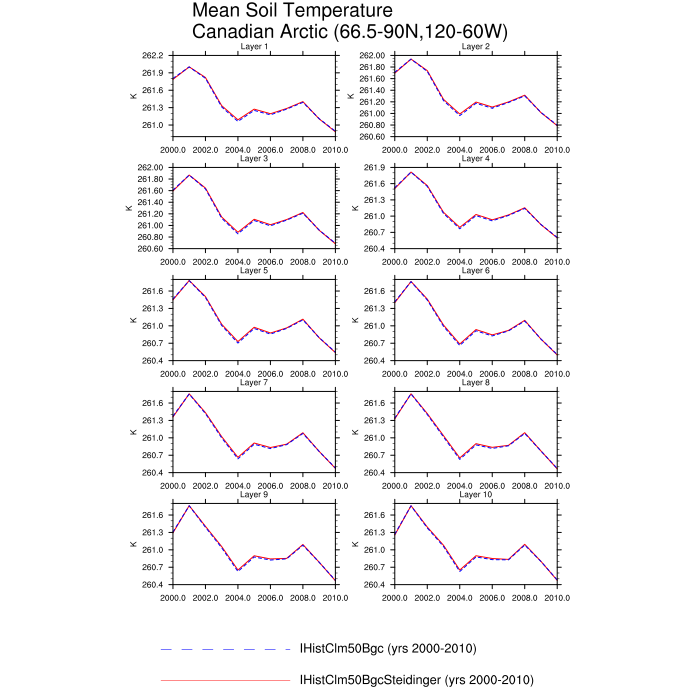 Mean Soil Temperature
Canadian Arctic (66.5-90N,120-60W)
Layer 1
262.2
261.9
261.6
261.3
261.0
K
2000.0 2002.0 2004.0 2006.0 2008.0 2010.0
Layer 2
262.00
261.80
261.60
261.40
261.20
261.00
260.80
260.60
K
2000.0 2002.0 2004.0 2006.0 2008.0 2010.0
Layer 3
262.00
261.80
261.60
261.40
261.20
261.00
260.80
260.60
K
2000.0 2002.0 2004.0 2006.0 2008.0 2010.0
Layer 4
261.9
261.6
261.3
261.0
260.7
260.4
K
2000.0 2002.0 2004.0 2006.0 2008.0 2010.0
Layer 5
261.6
261.3
261.0
260.7
260.4
K
2000.0 2002.0 2004.0 2006.0 2008.0 2010.0
Layer 6
261.6
261.3
261.0
260.7
260.4
K
2000.0 2002.0 2004.0 2006.0 2008.0 2010.0
Layer 7
261.6
261.3
261.0
260.7
260.4
K
2000.0 2002.0 2004.0 2006.0 2008.0 2010.0
Layer 8
261.6
261.3
261.0
260.7
260.4
K
2000.0 2002.0 2004.0 2006.0 2008.0 2010.0
Layer 9
261.6
261.3
261.0
260.7
260.4
K
2000.0 2002.0 2004.0 2006.0 2008.0 2010.0
Layer 10
261.6
261.3
261.0
260.7
260.4
K
2000.0 2002.0 2004.0 2006.0 2008.0 2010.0
IHistClm50Bgc (yrs 2000-2010)
IHistClm50BgcSteidinger (yrs 2000-2010)